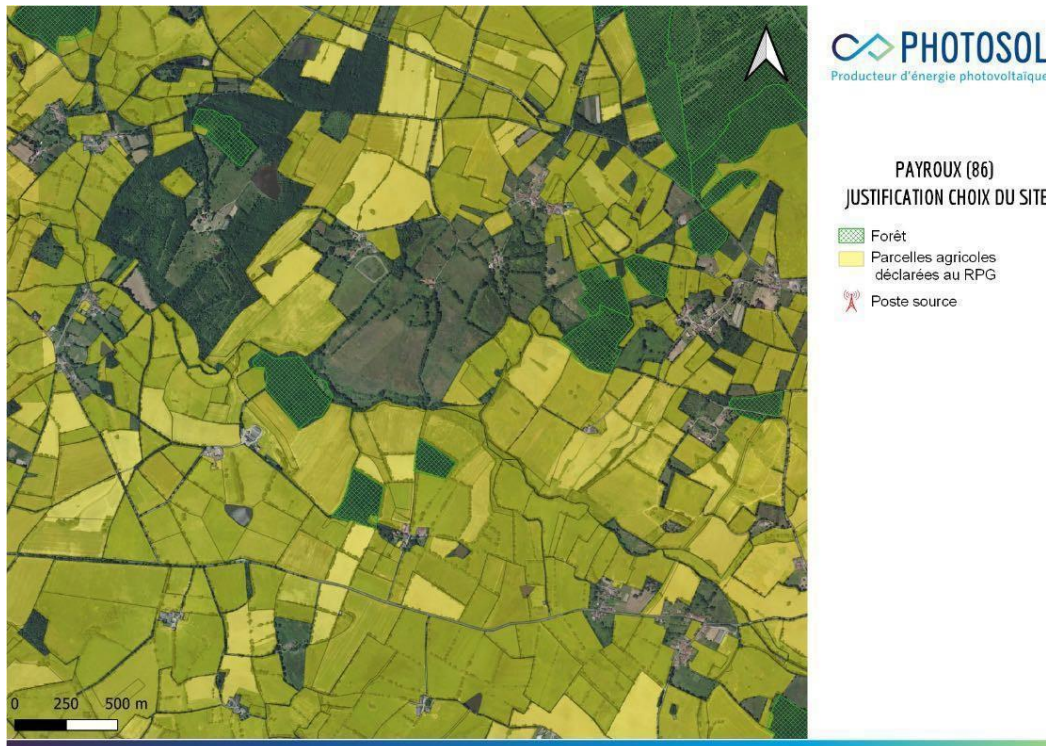 PHOTOSOL
Producteur d'énergie photovoltaïque
PAYROUX (86)
JUSTIFICATION CHOIX DU SITE
Forêt
Parcelles agricoles
déclarées au RPG
Poste source
0 250 500 m